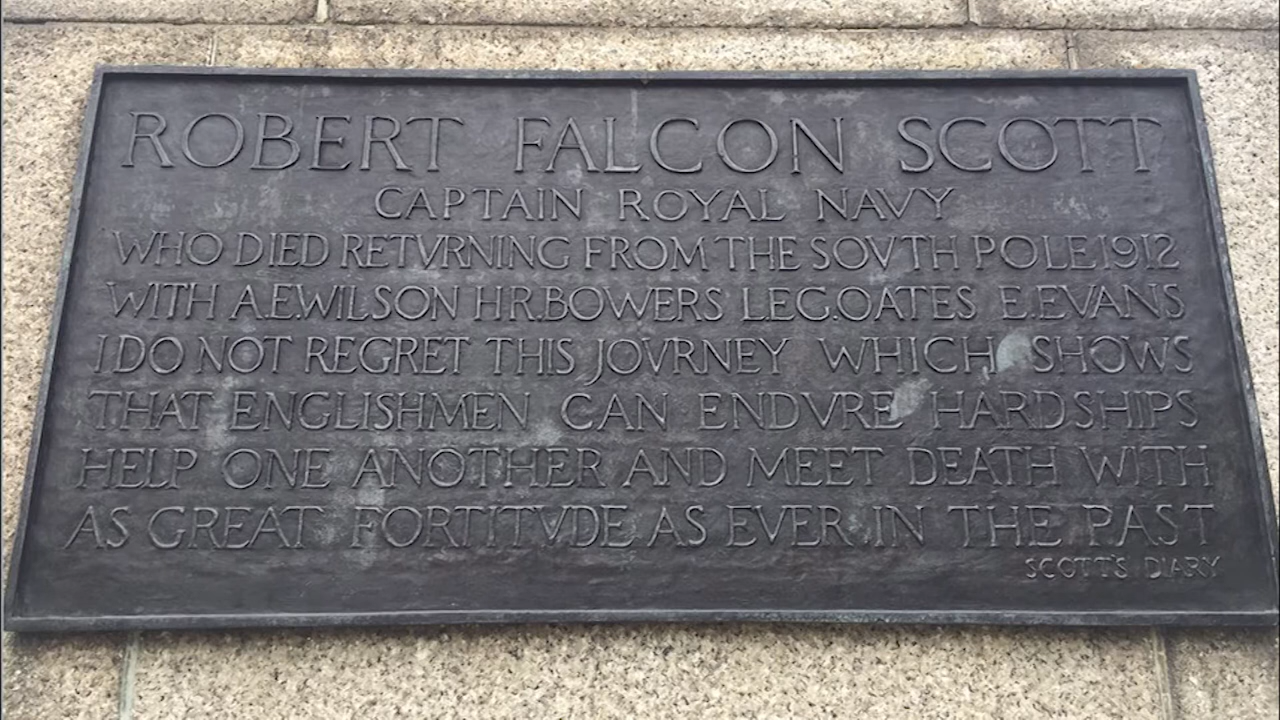 ROBERT FALCON SCOTT
CAPTAIN ROYAL NAVY
WHO DIED RETVRNING FROM THE SOVTH POLE 1912
WITH A.E.WILSON H.R.BOWERS L.E.G.OATES E.EVANS
I DO NOT REGRET THIS JOVRNEY WHICH SHOWS
THAT ENGLISHMEN CAN ENDVRE HARDSHIPS
HELP ONE ANOTHER AND MEET DEATH WITH
AS GREAT FORTITVDE AS EVER IN THE PAST
SCOTT'S DIARY